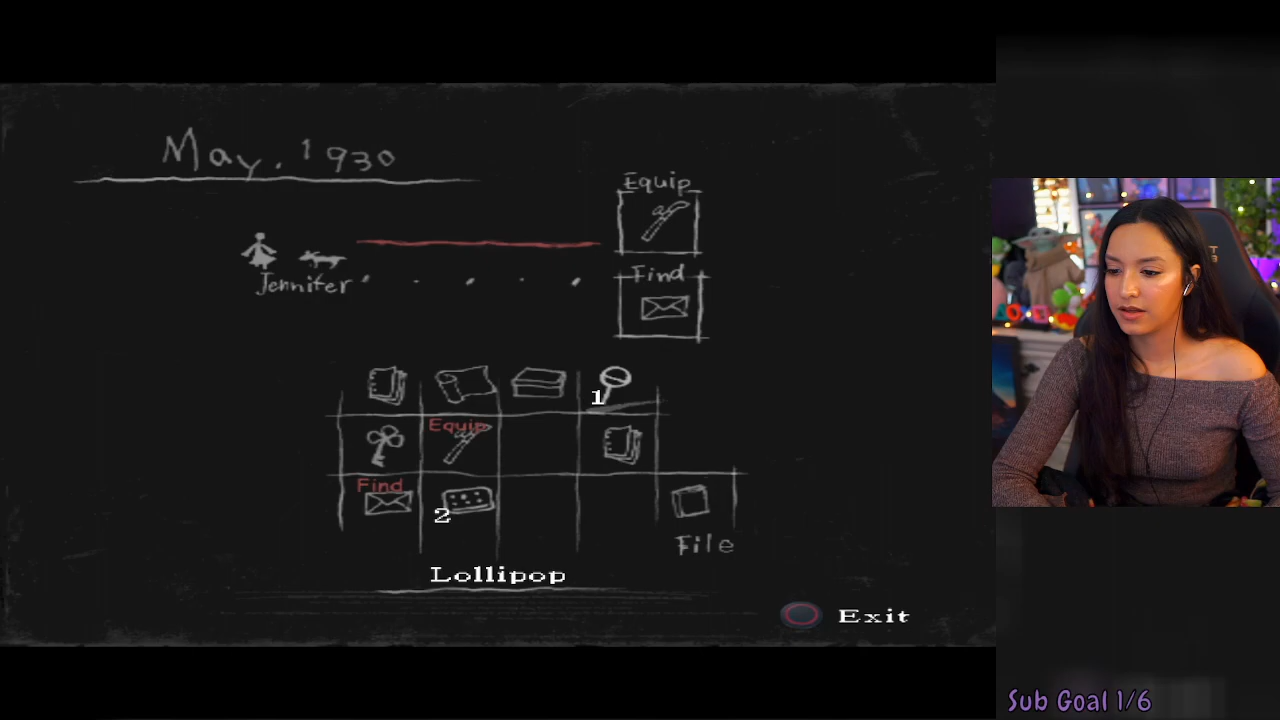 May. 1930
Equip
Find
Jennifer
1
Equip
Find
2
File
Lollipop
Exit
Sub Goal 1/6